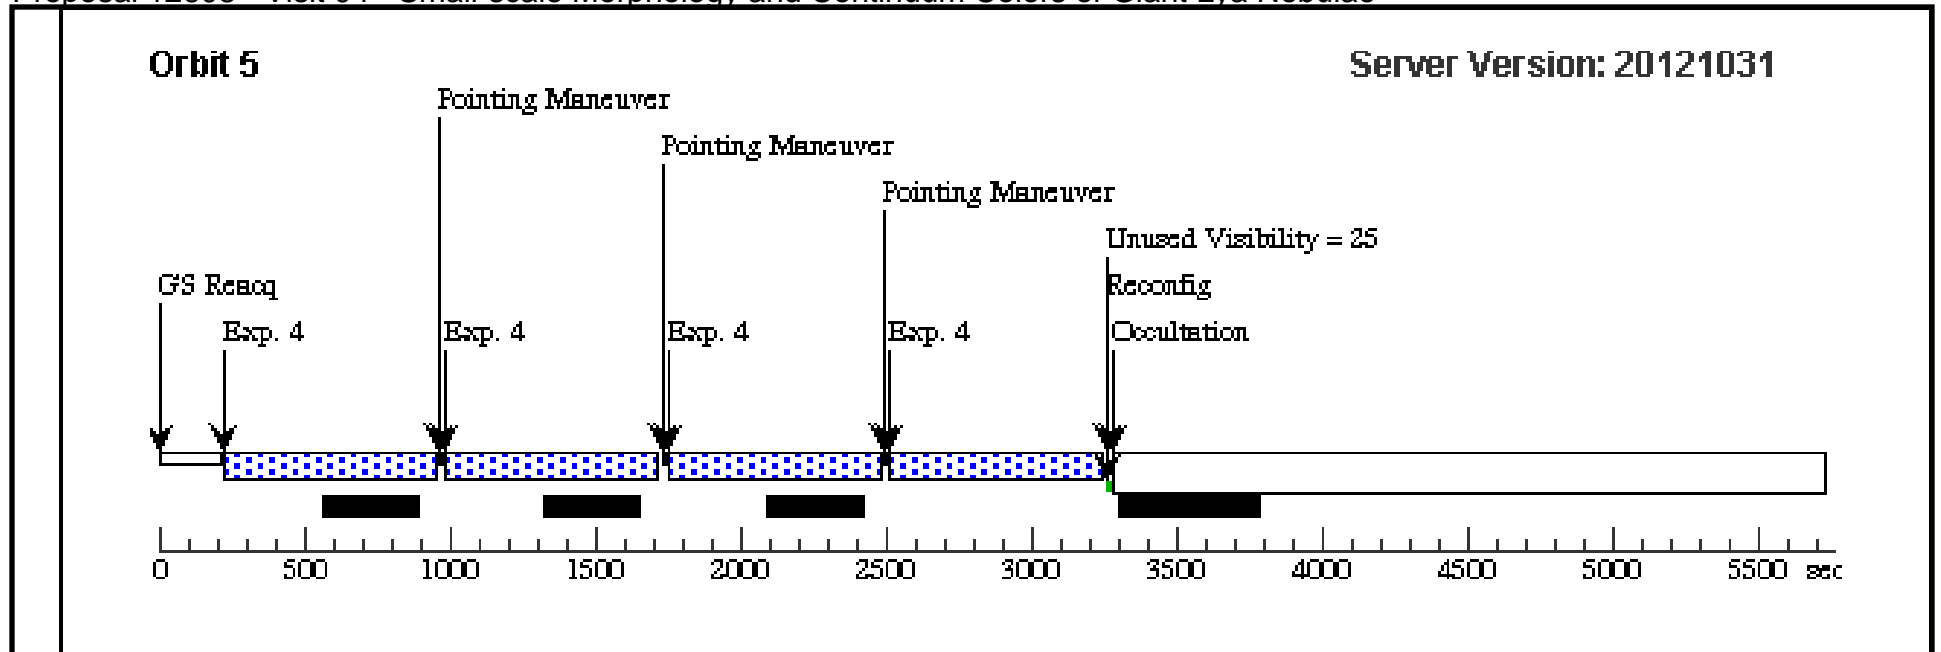 Orbit 5
Server Version: 20121031
Pointing Maneuver
Pointing Maneuver
Pointing Maneuver
Unused Visibility = 25
GS Reacq
Reconfig
Exp. 4
Exp. 4
Exp. 4
Exp. 4
Occultation
0 500 1000 1500 2000 2500 3000 3500 4000 4500 5000 5500 sec